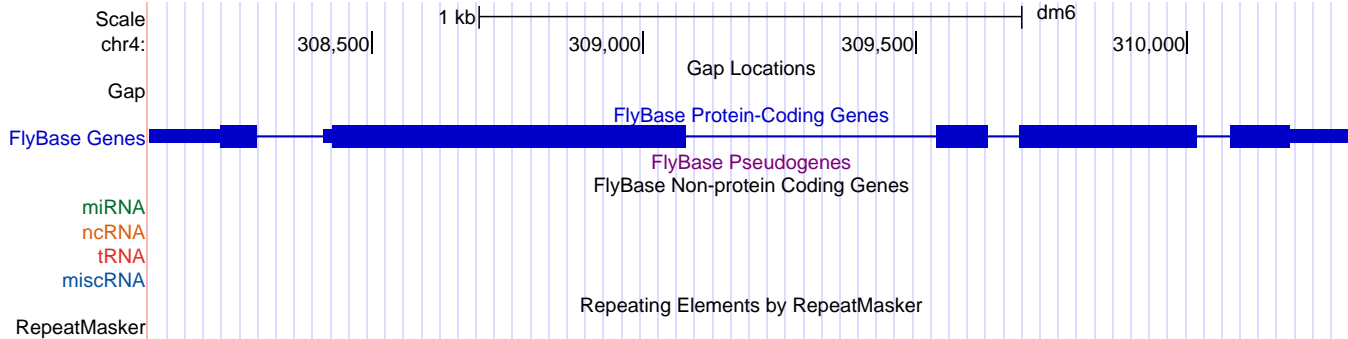 Scale 1 kb dm6
chr4: 308,500 309,000 309,500 310,000
Gap Locations
Gap
FlyBase Protein-Coding Genes
FlyBase Genes
FlyBase Pseudogenes
FlyBase Non-protein Coding Genes
miRNA
ncRNA
tRNA
miscRNA
Repeating Elements by RepeatMasker
RepeatMasker